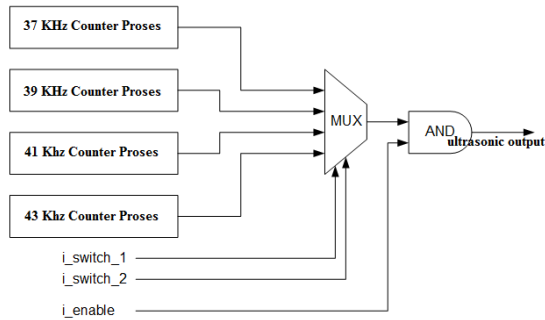 37 KHz Counter Proses
39 KHz Counter Proses
MUX
AND
ultrasonic output
41 Khz Counter Proses
43 Khz Counter Proses
i_switch_1
i_switch_2
i_enable